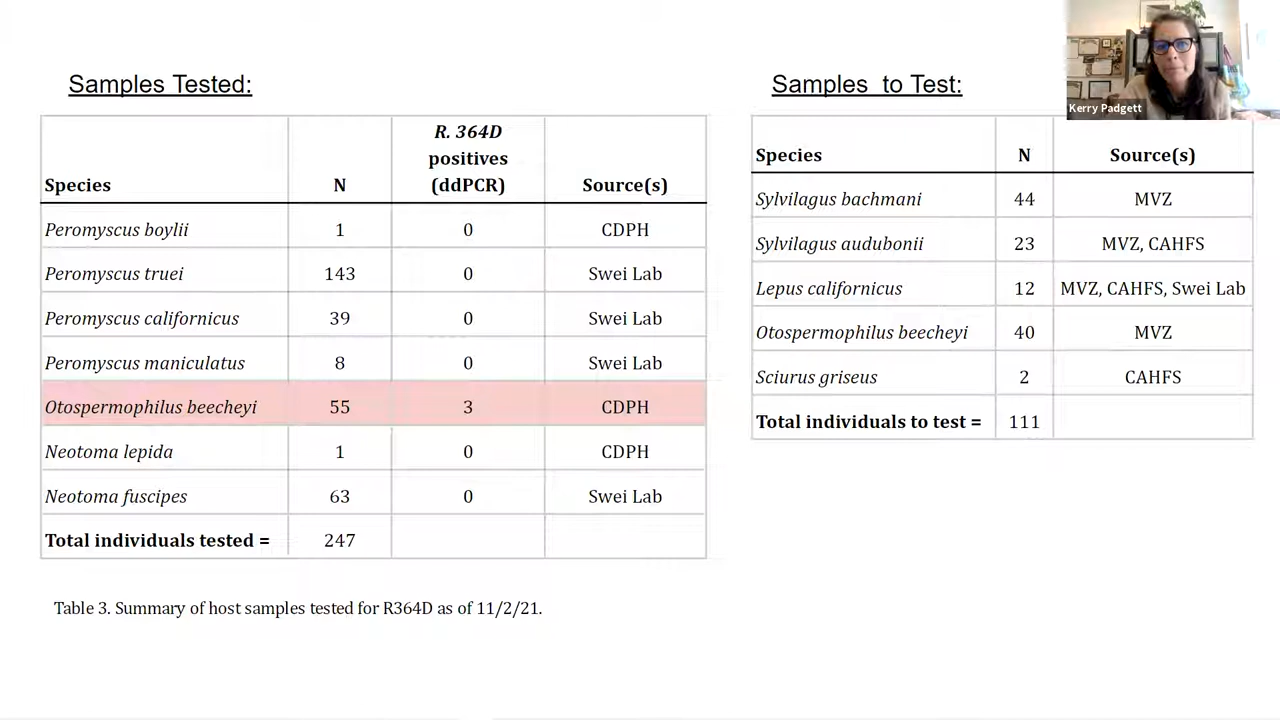 Samples Tested:
Species N R. 364D positives (ddPCR) Source(s)
Peromyscus boylii 1 0 CDPH
Peromyscus truei 143 0 Swei Lab
Peromyscus californicus 39 0 Swei Lab
Peromyscus maniculatus 8 0 Swei Lab
Otospermophilus beecheyi 55 3 CDPH
Neotoma lepida 1 0 CDPH
Neotoma fuscipes 63 0 Swei Lab
Total individuals tested = 247
Table 3. Summary of host samples tested for R364D as of 11/2/21.
Samples to Test:
Species N Source(s)
Sylvilagus bachmani 44 MVZ
Sylvilagus audubonii 23 MVZ, CAHFS
Lepus californicus 12 MVZ, CAHFS, Swei Lab
Otospermophilus beecheyi 40 MVZ
Sciurus griseus 2 CAHFS
Total individuals to test = 111
Kerry Padgett